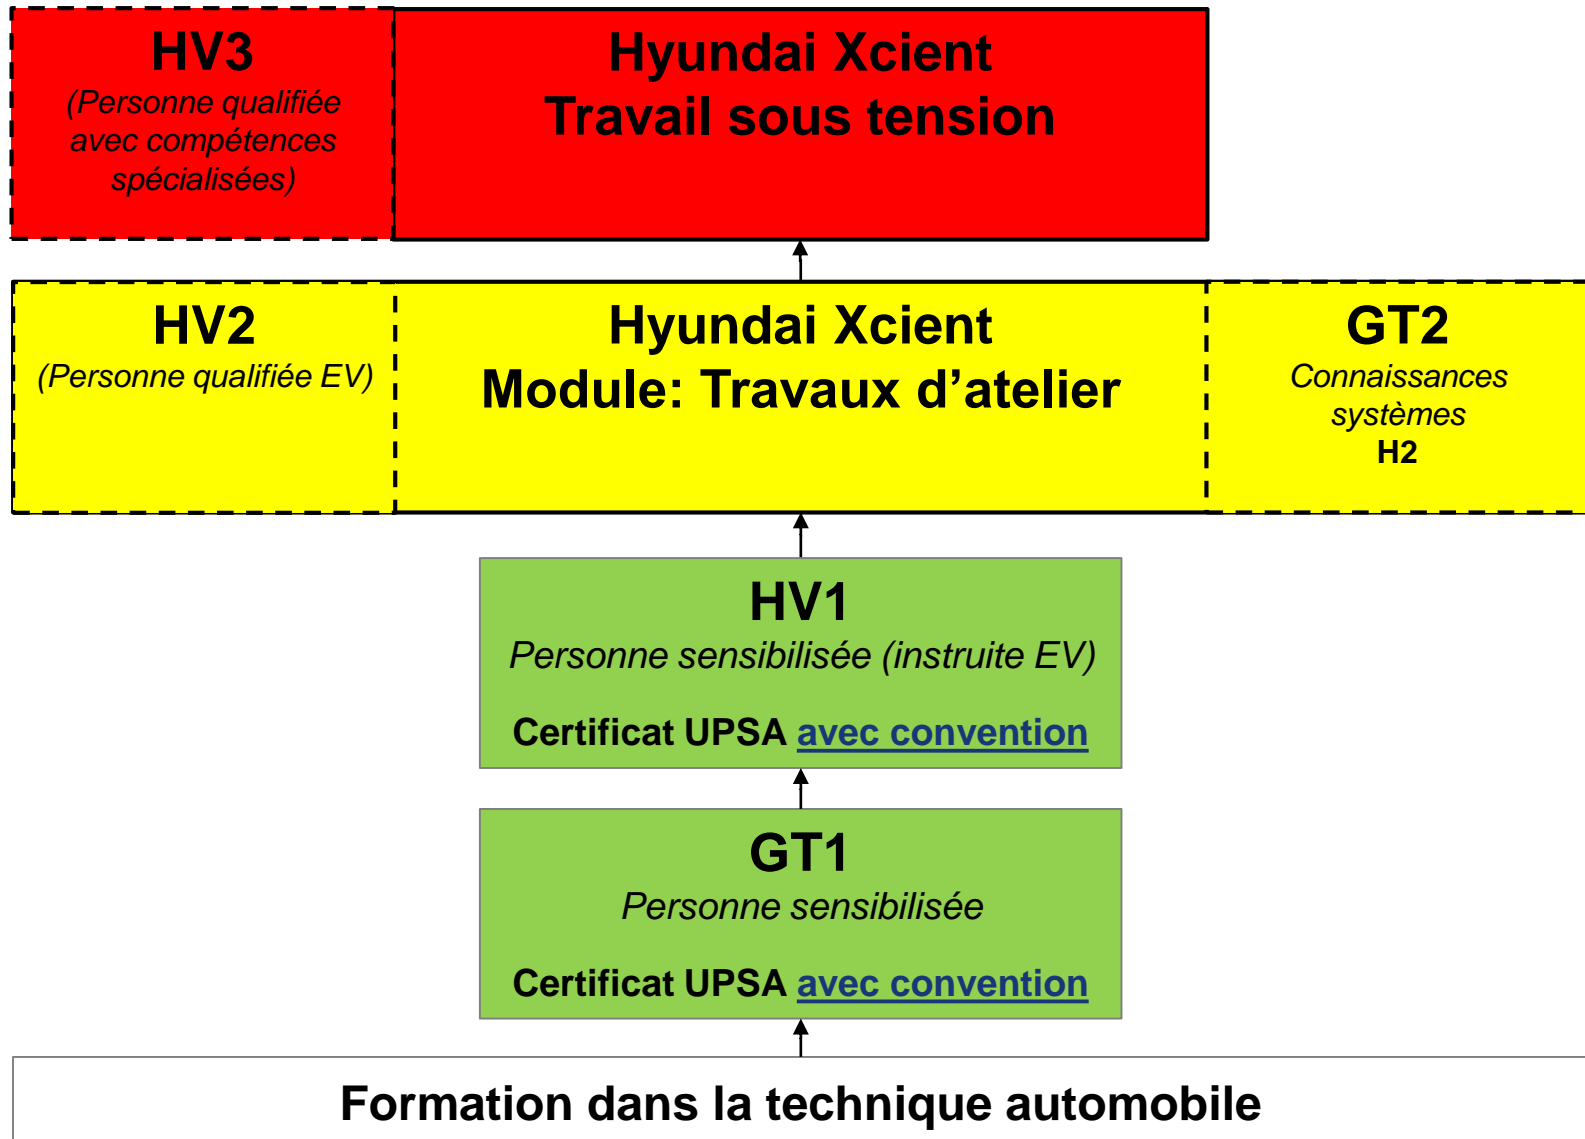 HV3
(Personne qualifiée
avec compétences
spécialisées)
Hyundai Xcient
Travail sous tension
HV2
(Personne qualifiée EV)
Hyundai Xcient
Module: Travaux d’atelier
GT2
Connaissances
systèmes
H2
HV1
Personne sensibilisée (instruite EV)
Certificat UPSA avec convention
GT1
Personne sensibilisée
Certificat UPSA avec convention
Formation dans la technique automobile